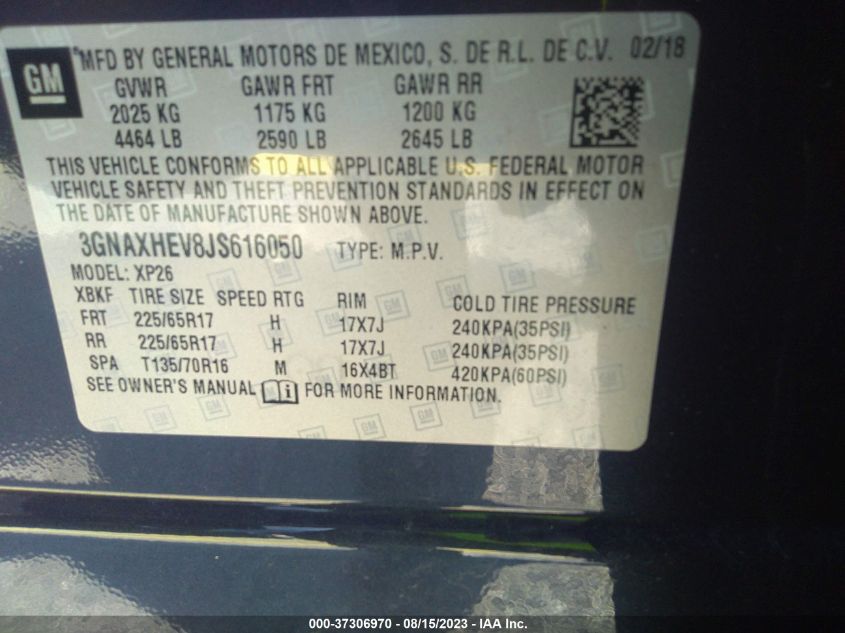 GM
MFD BY GENERAL MOTORS DE MEXICO, S. DE R.L. DE C.V. 02/18
GVWR GAWR FRT GAWR RR
2025 KG 1175 KG 1200 KG
4464 LB 2590 LB 2645 LB
THIS VEHICLE CONFORMS TO ALL APPLICABLE U.S. FEDERAL MOTOR
VEHICLE SAFETY AND THEFT PREVENTION STANDARDS IN EFFECT ON
THE DATE OF MANUFACTURE SHOWN ABOVE.
3GNAXHEV8JS616050 TYPE: M.P.V.
MODEL: XP26
XBKF TIRE SIZE SPEED RTG RIM COLD TIRE PRESSURE
FRT 225/65R17 H 17X7J 240KPA(35PSI)
RR 225/65R17 H 17X7J 240KPA(35PSI)
SPA T135/70R16 M 16X4BT 420KPA(60PSI)
SEE OWNER'S MANUAL i FOR MORE INFORMATION.
000-37306970 - 08/15/2023 - IAA Inc.